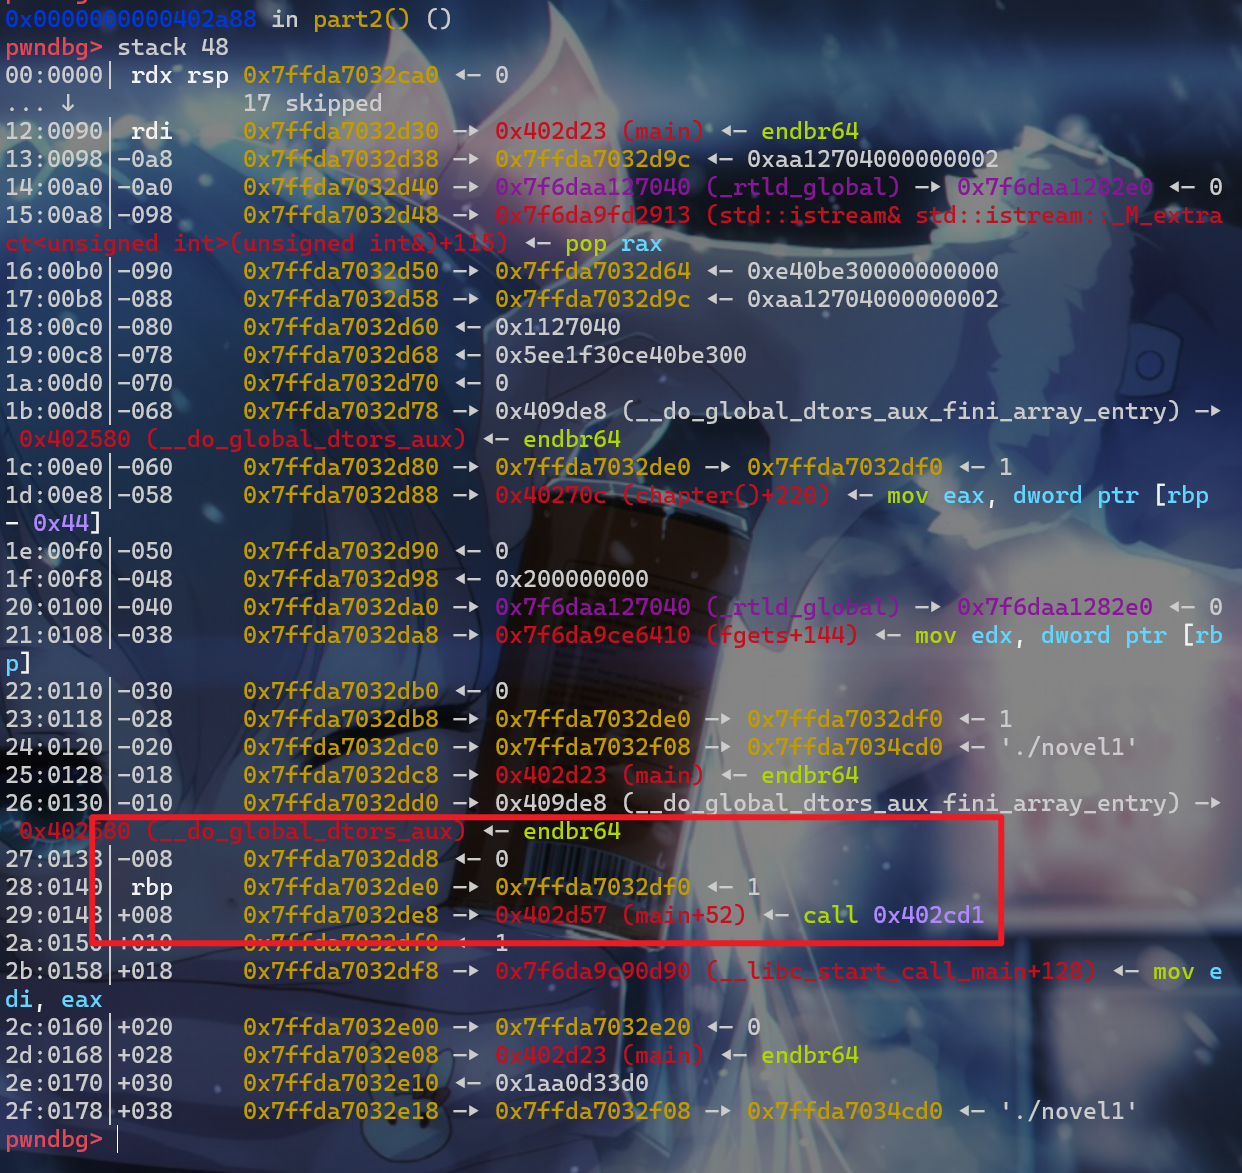 0x0000000000402a88 in part2() ()
pwndbg> stack 48
00:0000│ rdx rsp 0x7ffda7032ca0 ◂— 0
... ↓ 17 skipped
12:0090│ rdi 0x7ffda7032d30 —▸ 0x402d23 (main) ◂— endbr64
13:0098│-0a8 0x7ffda7032d38 —▸ 0x7ffda7032d9c ◂— 0xaa12704000000002
14:00a0│-0a0 0x7ffda7032d40 —▸ 0x7f6daa127040 (_rtld_global) —▸ 0x7f6daa1282e0 ◂— 0
15:00a8│-098 0x7ffda7032d48 —▸ 0x7f6da9fd2913 (std::istream& std::istream::_M_extra
ct<unsigned int>(unsigned int&)+115) ◂— pop rax
16:00b0│-090 0x7ffda7032d50 —▸ 0x7ffda7032d64 ◂— 0xe40be30000000000
17:00b8│-088 0x7ffda7032d58 —▸ 0x7ffda7032d9c ◂— 0xaa12704000000002
18:00c0│-080 0x7ffda7032d60 ◂— 0x1127040
19:00c8│-078 0x7ffda7032d68 ◂— 0x5ee1f30ce40be300
1a:00d0│-070 0x7ffda7032d70 ◂— 0
1b:00d8│-068 0x7ffda7032d78 —▸ 0x409de8 (__do_global_dtors_aux_fini_array_entry) —▸
0x402580 (__do_global_dtors_aux) ◂— endbr64
1c:00e0│-060 0x7ffda7032d80 —▸ 0x7ffda7032de0 —▸ 0x7ffda7032df0 ◂— 1
1d:00e8│-058 0x7ffda7032d88 —▸ 0x40270c (chapter()+220) ◂— mov eax, dword ptr [rbp
- 0x44]
1e:00f0│-050 0x7ffda7032d90 ◂— 0
1f:00f8│-048 0x7ffda7032d98 ◂— 0x200000000
20:0100│-040 0x7ffda7032da0 —▸ 0x7f6daa127040 (_rtld_global) —▸ 0x7f6daa1282e0 ◂— 0
21:0108│-038 0x7ffda7032da8 —▸ 0x7f6da9ce6410 (fgets+144) ◂— mov edx, dword ptr [rb
p]
22:0110│-030 0x7ffda7032db0 ◂— 0
23:0118│-028 0x7ffda7032db8 —▸ 0x7ffda7032de0 —▸ 0x7ffda7032df0 ◂— 1
24:0120│-020 0x7ffda7032dc0 —▸ 0x7ffda7032f08 —▸ 0x7ffda7034cd0 ◂— './novel1'
25:0128│-018 0x7ffda7032dc8 —▸ 0x402d23 (main) ◂— endbr64
26:0130│-010 0x7ffda7032dd0 —▸ 0x409de8 (__do_global_dtors_aux_fini_array_entry) —▸
0x402580 (__do_global_dtors_aux) ◂— endbr64
27:0138│-008 0x7ffda7032dd8 ◂— 0
28:0140│ rbp 0x7ffda7032de0 —▸ 0x7ffda7032df0 ◂— 1
29:0148│+008 0x7ffda7032de8 —▸ 0x402d57 (main+52) ◂— call 0x402cd1
2a:0150│+010 0x7ffda7032df0 ◂— 1
2b:0158│+018 0x7ffda7032df8 —▸ 0x7f6da9c90d90 (__libc_start_call_main+128) ◂— mov e
di, eax
2c:0160│+020 0x7ffda7032e00 —▸ 0x7ffda7032e20 ◂— 0
2d:0168│+028 0x7ffda7032e08 —▸ 0x402d23 (main) ◂— endbr64
2e:0170│+030 0x7ffda7032e10 ◂— 0x1aa0d33d0
2f:0178│+038 0x7ffda7032e18 —▸ 0x7ffda7032f08 —▸ 0x7ffda7034cd0 ◂— './novel1'
pwndbg>